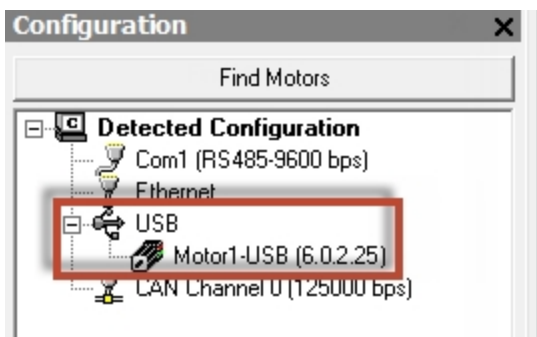 Configuration
Find Motors
Detected Configuration
Com1 (RS485-9600 bps)
Ethernet
USB
Motor1-USB (6.0.2.25)
CAN Channel 0 (125000 bps)